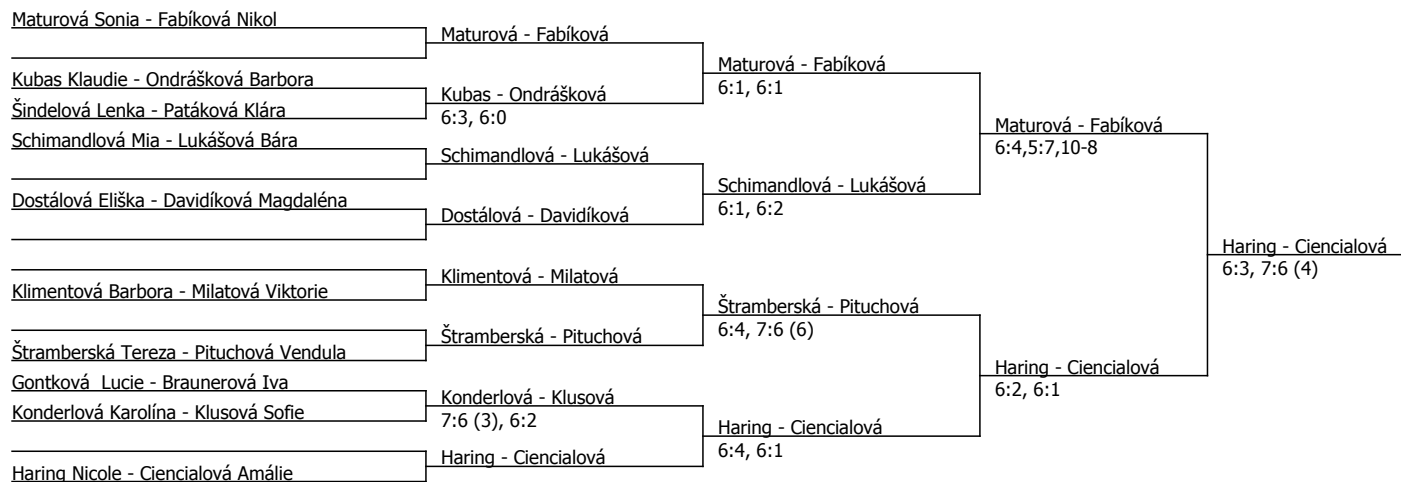 Maturová Sonia - Fabíková Nikol
Kubas Klaudie - Ondrášková Barbora
Šindelová Lenka - Patáková Klára
Schimandlová Mia - Lukášová Bára
Dostálová Eliška - Davidíková Magdaléna
Klimentová Barbora - Milatová Viktorie
Štramberská Tereza - Pituchová Vendula
Gontková  Lucie - Braunerová Iva
Konderlová Karolína - Klusová Sofie
Haring Nicole - Ciencialová Amálie
Maturová - Fabíková
Kubas - Ondrášková
6:3, 6:0
Schimandlová - Lukášová
Dostálová - Davidíková
Klimentová - Milatová
Štramberská - Pituchová
Konderlová - Klusová
7:6 (3), 6:2
Haring - Ciencialová
Maturová - Fabíková
6:1, 6:1
Schimandlová - Lukášová
6:1, 6:2
Štramberská - Pituchová
6:4, 7:6 (6)
Haring - Ciencialová
6:4, 6:1
Maturová - Fabíková
6:4,5:7,10-8
Haring - Ciencialová
6:2, 6:1
Haring - Ciencialová
6:3, 7:6 (4)